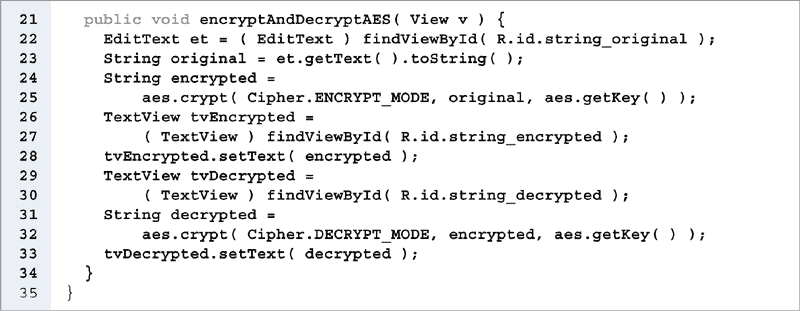 21 public void encryptAndDecryptAES( View v ) {
22 EditText et = ( EditText ) findViewById( R.id.string_original );
23 String original = et.getText( ).toString( );
24 String encrypted =
25 aes.crypt( Cipher.ENCRYPT_MODE, original, aes.getKey( ) );
26 TextView tvEncrypted =
27 ( TextView ) findViewById( R.id.string_encrypted );
28 tvEncrypted.setText( encrypted );
29 TextView tvDecrypted =
30 ( TextView ) findViewById( R.id.string_decrypted );
31 String decrypted =
32 aes.crypt( Cipher.DECRYPT_MODE, encrypted, aes.getKey( ) );
33 tvDecrypted.setText( decrypted );
34 }
35 }